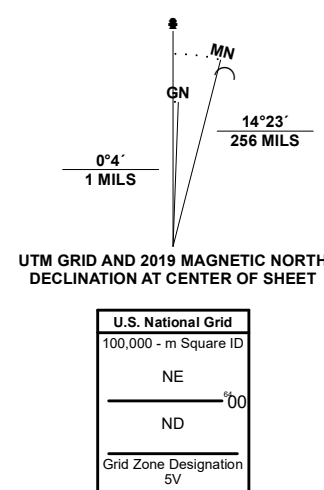 MN
GN
14°23´
256 MILS
0°4´
1 MILS
UTM GRID AND 2019 MAGNETIC NORTH
DECLINATION AT CENTER OF SHEET
U.S. National Grid
100,000 - m Square ID
NE
6400
ND
Grid Zone Designation
5V